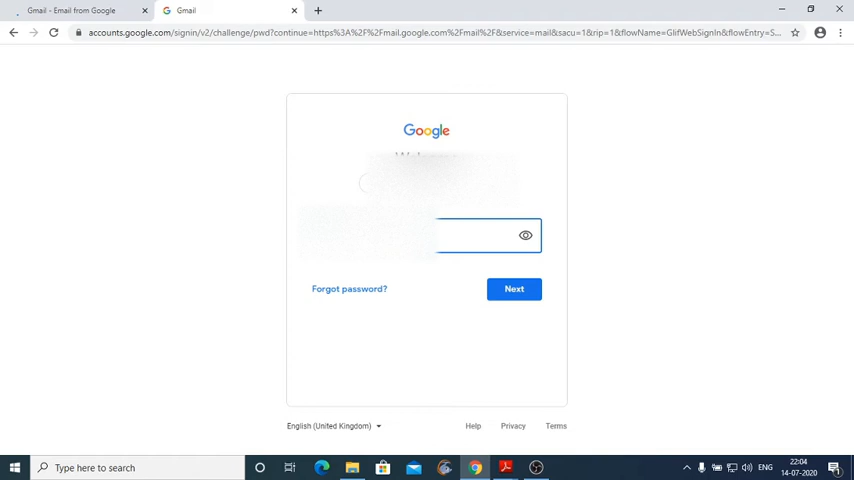 Gmail - Email from Google
Gmail
accounts.google.com/signin/v2/challenge/pwd?continue=https%3A%2F%2Fmail.google.com%2Fmail%2F&service=mail&sacu=1&rip=1&flowName=GlifWebSignIn&flowEntry=S...
Google
Forgot password?
Next
English (United Kingdom)
Help
Privacy
Terms
Type here to search
ENG
22:04
14-07-2020